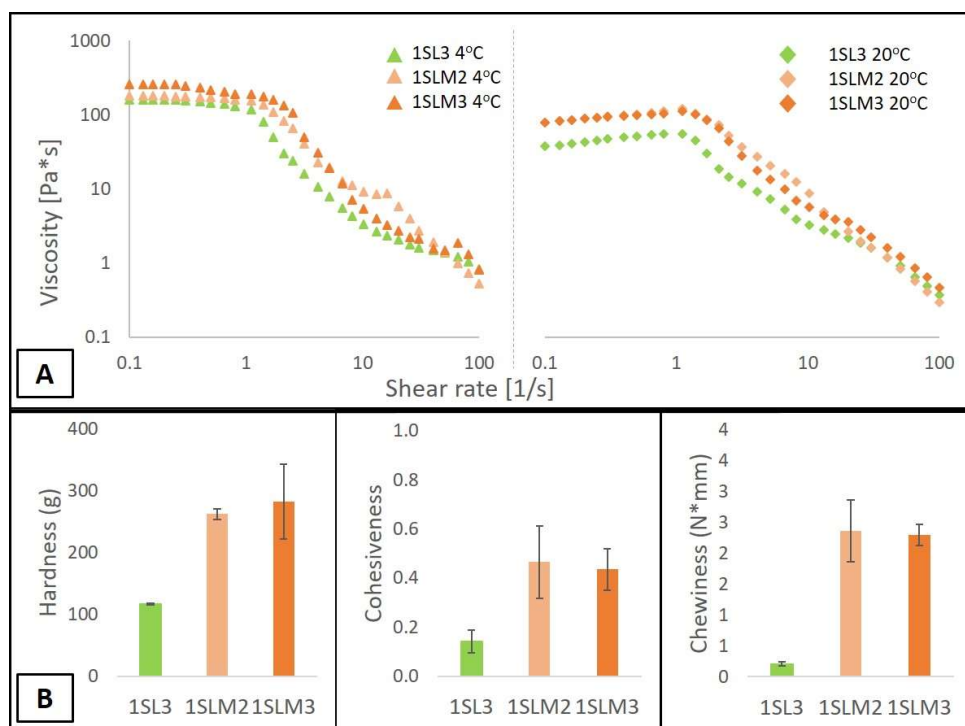 1000
100
10
1
0.1
Viscosity [Pa*s]
1SL3 4°C
1SLM2 4°C
1SLM3 4°C
1SL3 20°C
1SLM2 20°C
1SLM3 20°C
0.1 1 10 100
0.1 1 10 100
Shear rate [1/s]
A
400
300
200
100
0
Hardness (g)
1SL3 1SLM2 1SLM3
1.0
0.8
0.6
0.4
0.2
0.0
Cohesiveness
1SL3 1SLM2 1SLM3
4
4
3
3
2
2
1
1
0
Chewiness (N*mm)
1SL3 1SLM2 1SLM3
B